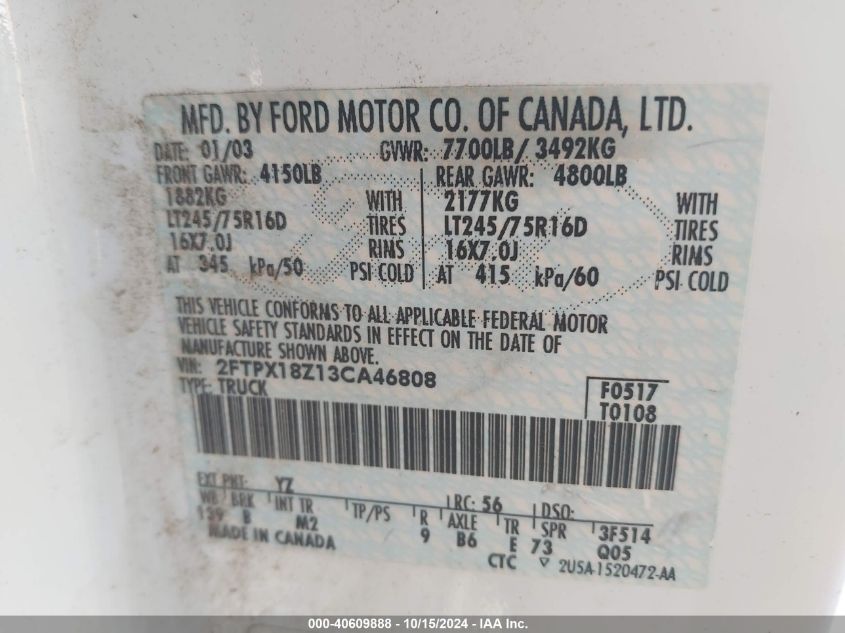 MFD. BY FORD MOTOR CO. OF CANADA, LTD.
DATE: 01/03 GVWR: 7700LB/ 3492KG
FRONT GAWR: 4150LB REAR GAWR: 4800LB
1882KG WITH 2177KG WITH
LT245/75R16D TIRES LT245/75R16D TIRES
16X7.0J RIMS 16X7.0J RIMS
AT 345 kPa/50 PSI COLD AT 415 kPa/60 PSI COLD
THIS VEHICLE CONFORMS TO ALL APPLICABLE FEDERAL MOTOR
VEHICLE SAFETY STANDARDS IN EFFECT ON THE DATE OF
MANUFACTURE SHOWN ABOVE.
VIN: 2FTPX18Z13CA46808
TYPE: TRUCK F0517
T0108
EXT PNT: YZ RC: 56 DSO:
WB BRK INT TR TP/PS R AXLE TR SPR 3F514
139 B M2 9 B6 E 73 Q05
MADE IN CANADA CTC ▽ 2U5A-1520472-AA
000-40609888 - 10/15/2024 - IAA Inc.